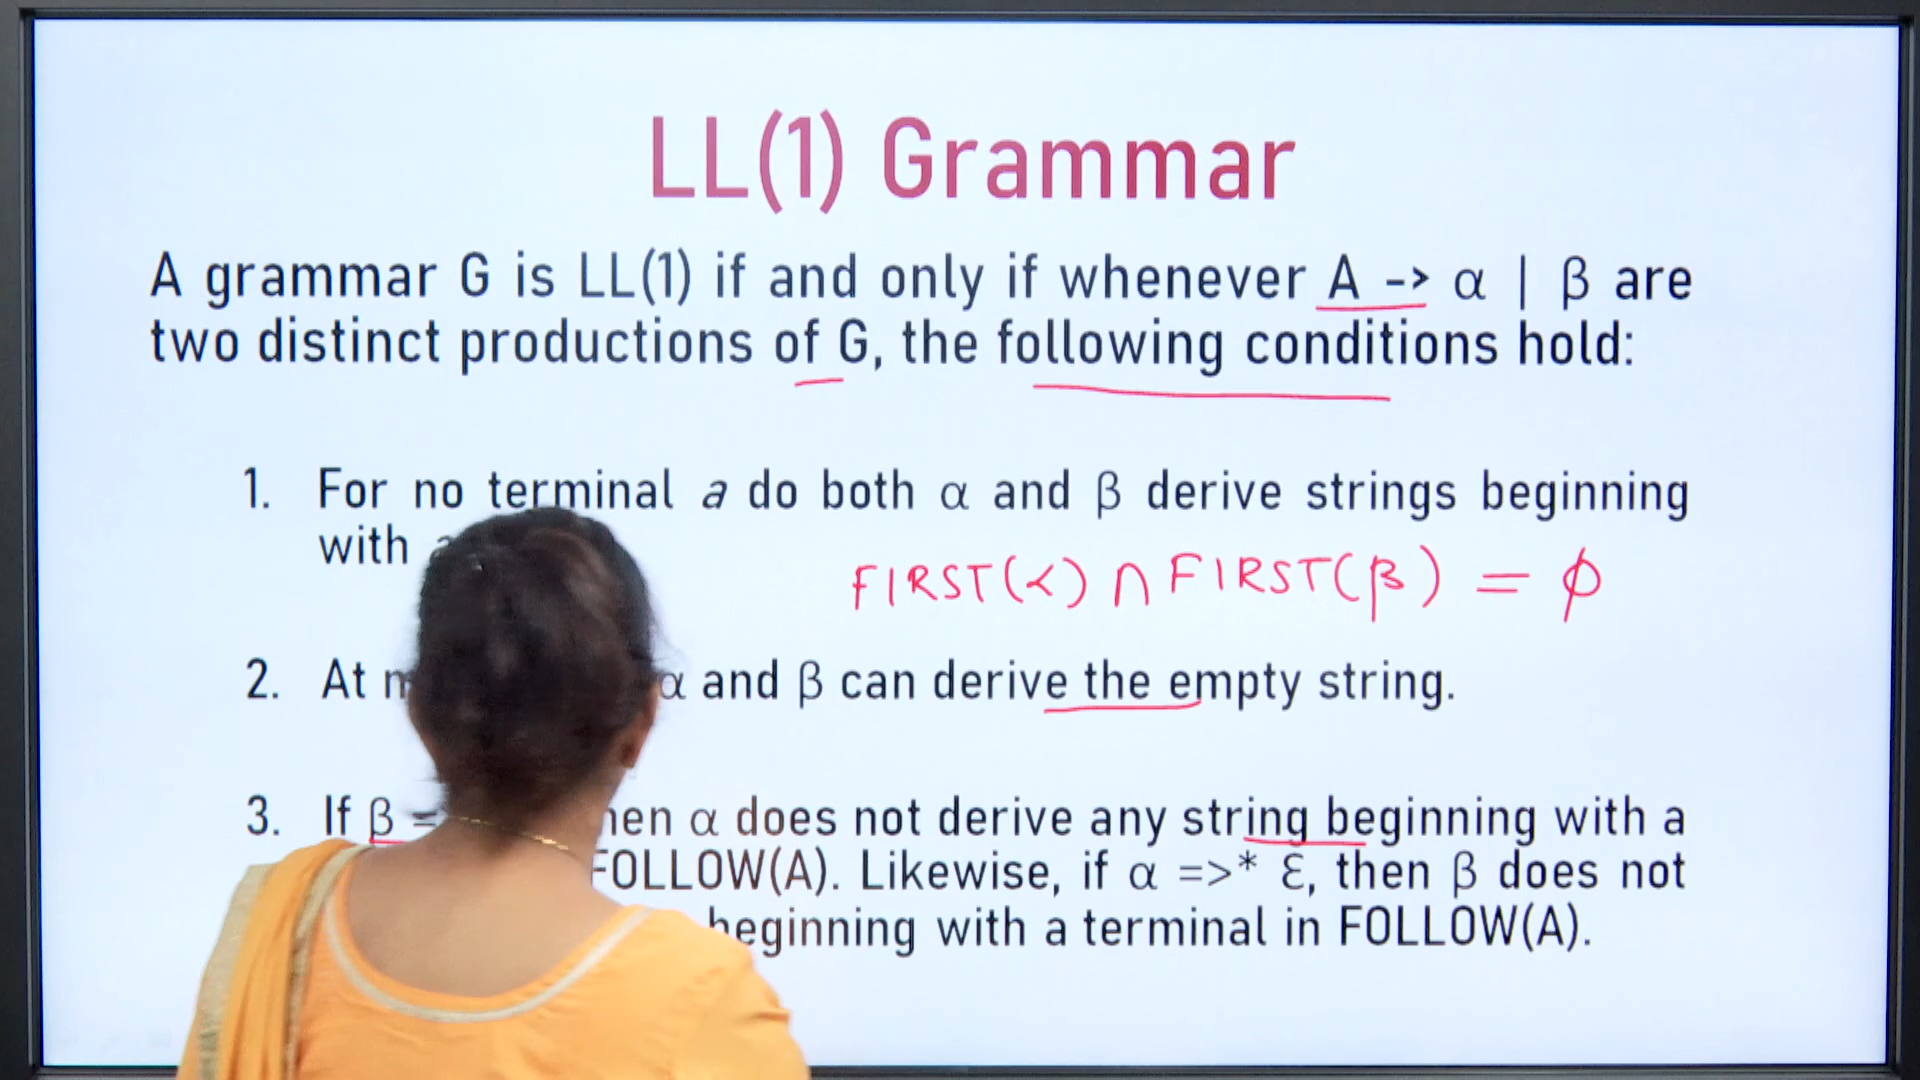 LL(1) Grammar
A grammar G is LL(1) if and only if whenever A -> α | β are
two distinct productions of G, the following conditions hold:
1. For no terminal a do both α and β derive strings beginning
with
FIRST(α) ∩ FIRST(β) = ϕ
2. At α and β can derive the empty string.
3. If β α does not derive any string beginning with a
FOLLOW(A). Likewise, if α =>* Ɛ, then β does not
beginning with a terminal in FOLLOW(A).